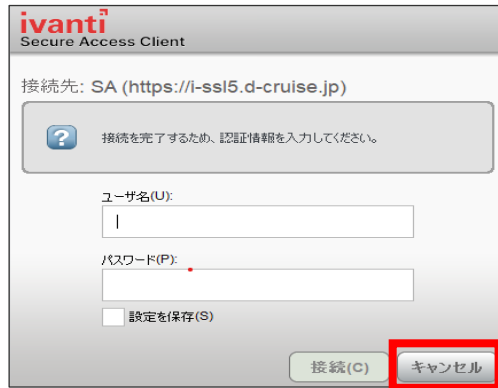 ivanti
Secure Access Client
接続先: SA (https://i-ssl5.d-cruise.jp)
接続を完了するため、認証情報を入力してください。
ユーザ名(U):
パスワード(P):
設定を保存(S)
接続(C) キャンセル